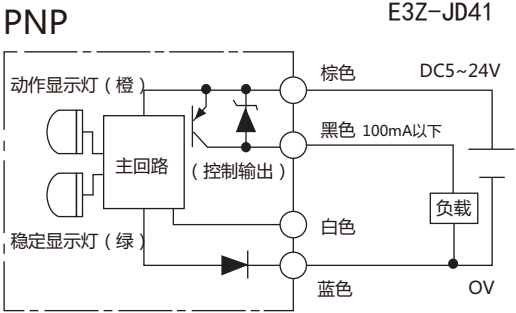 PNP
E3Z-JD41
动作显示灯（橙）
棕色
DC5~24V
黑色 100mA以下
主回路
（控制输出）
负载
白色
稳定显示灯（绿）
蓝色
OV